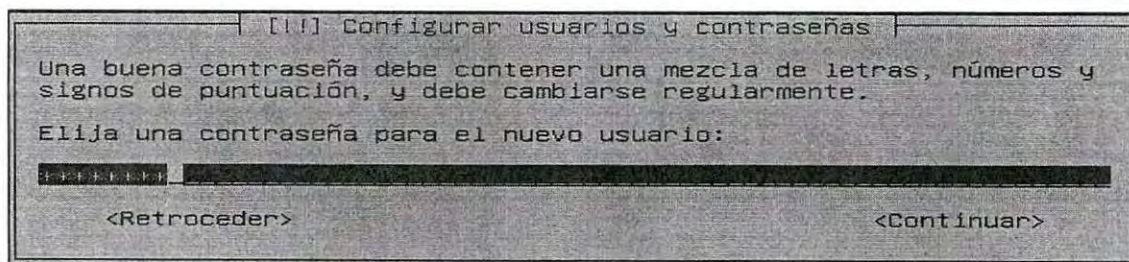 [!!] Configurar usuarios y contraseñas
Una buena contraseña debe contener una mezcla de letras, números y
signos de puntuación, y debe cambiarse regularmente.
Elija una contraseña para el nuevo usuario:
********
<Retroceder>
<Continuar>